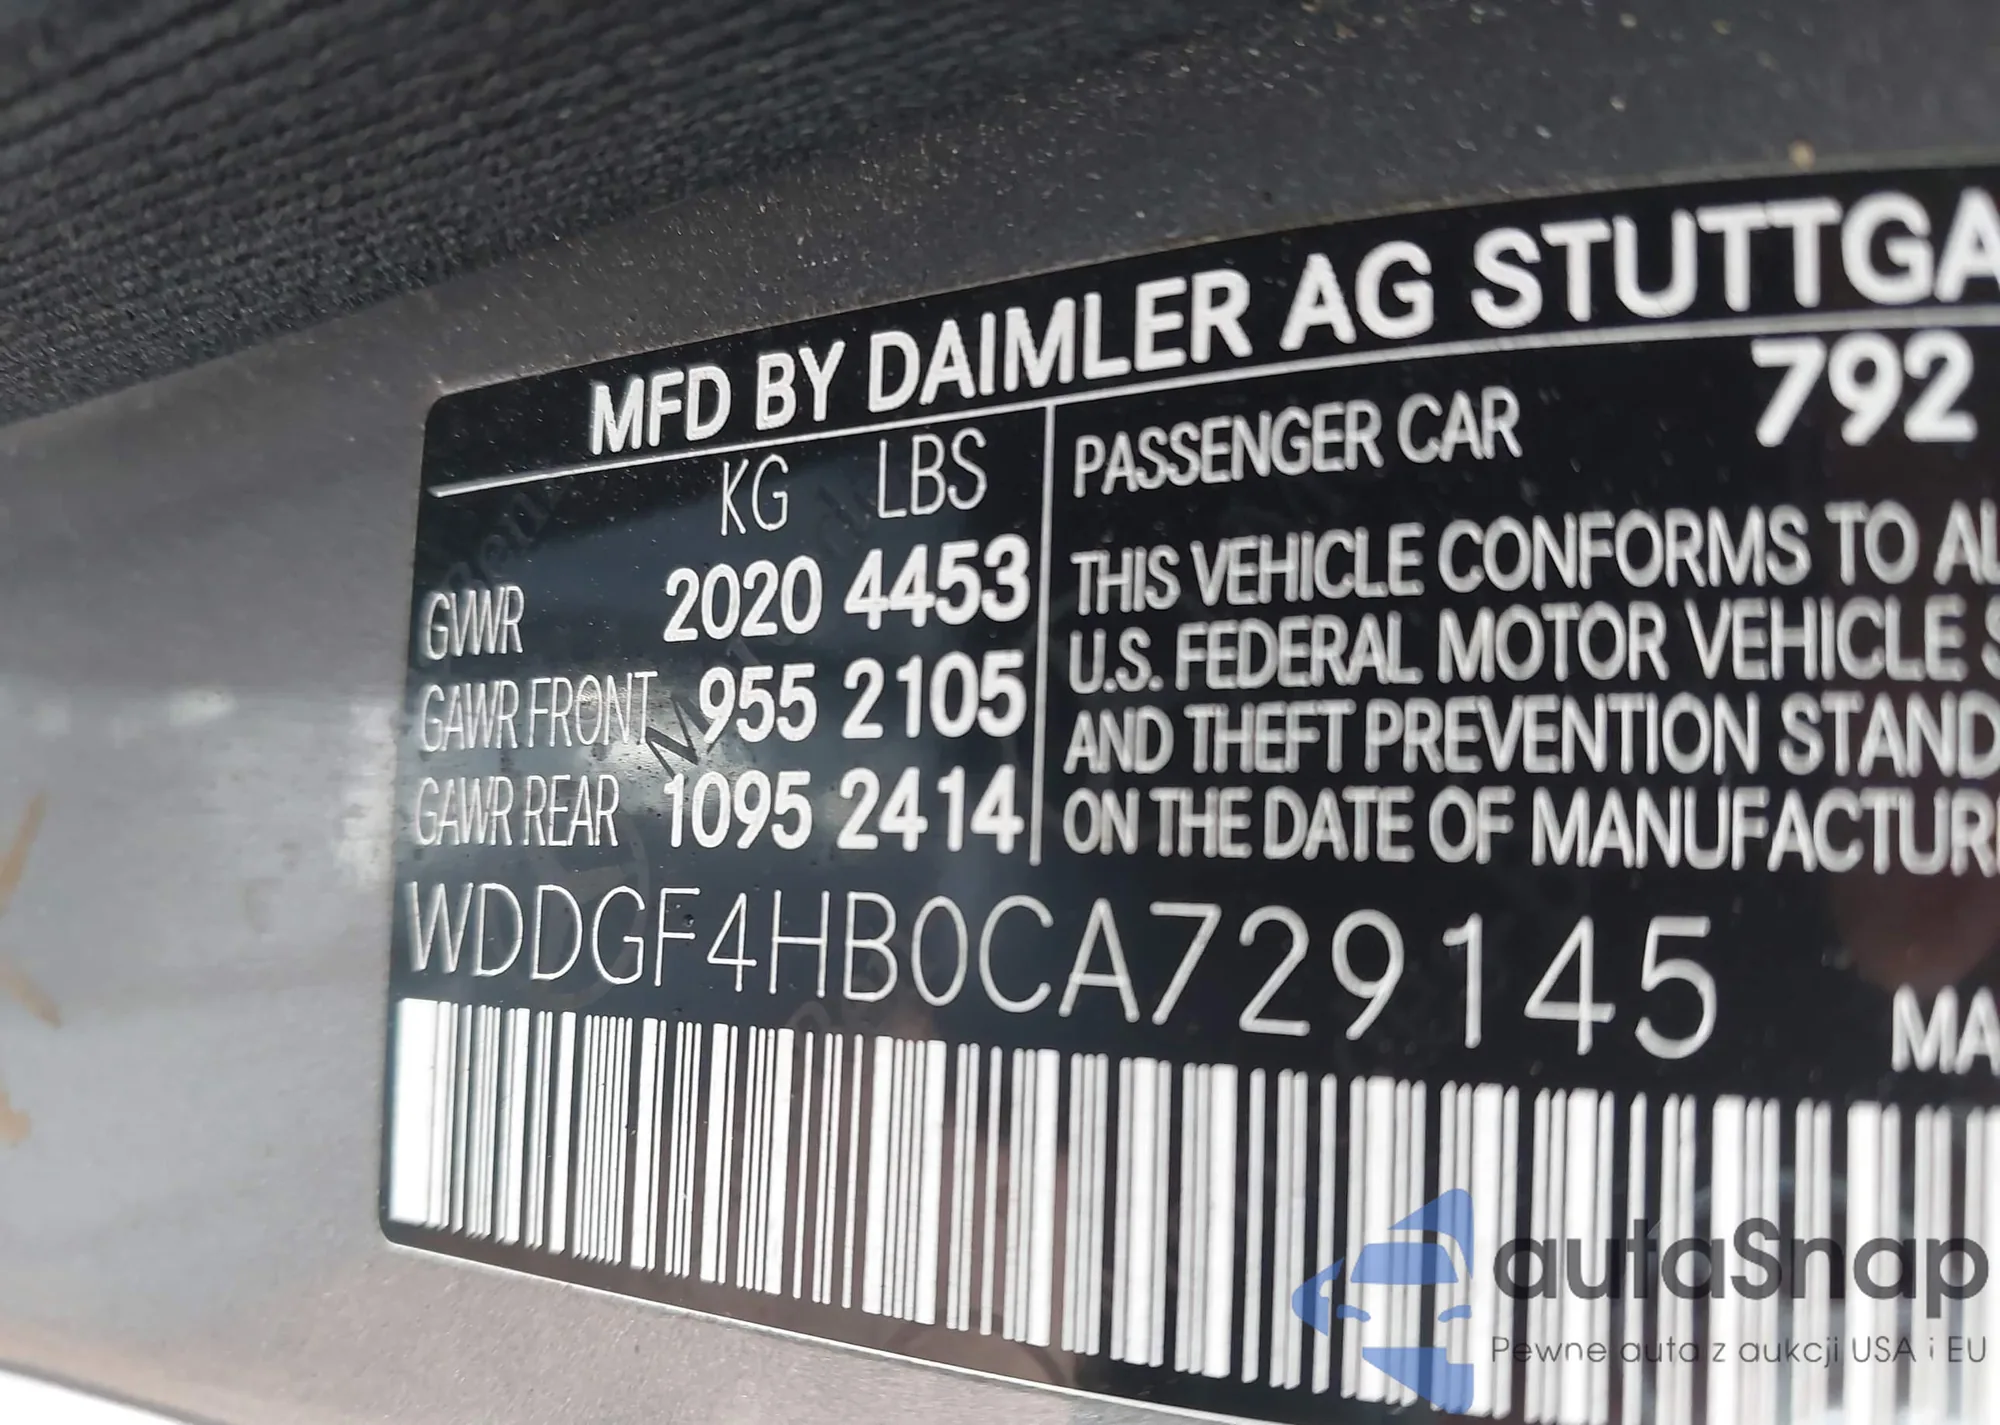 MFD BY DAIMLER AG STUTTGA
KG LBS
GVWR 2020 4453
GAWR FRONT 955 2105
GAWR REAR 1095 2414
PASSENGER CAR 792
THIS VEHICLE CONFORMS TO AL
U.S. FEDERAL MOTOR VEHICLE S
AND THEFT PREVENTION STAND
ON THE DATE OF MANUFACTUR
WDDGF4HB0CA729145
MA
autaSnap
Pewne auta z aukcji USA i EU